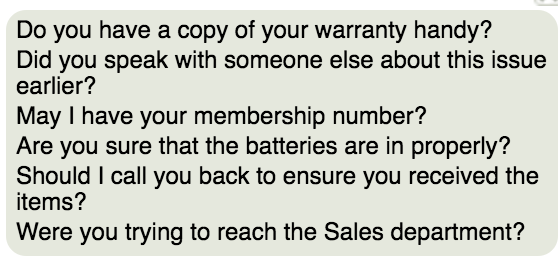 Do you have a copy of your warranty handy?
Did you speak with someone else about this issue
earlier?
May I have your membership number?
Are you sure that the batteries are in properly?
Should I call you back to ensure you received the
items?
Were you trying to reach the Sales department?